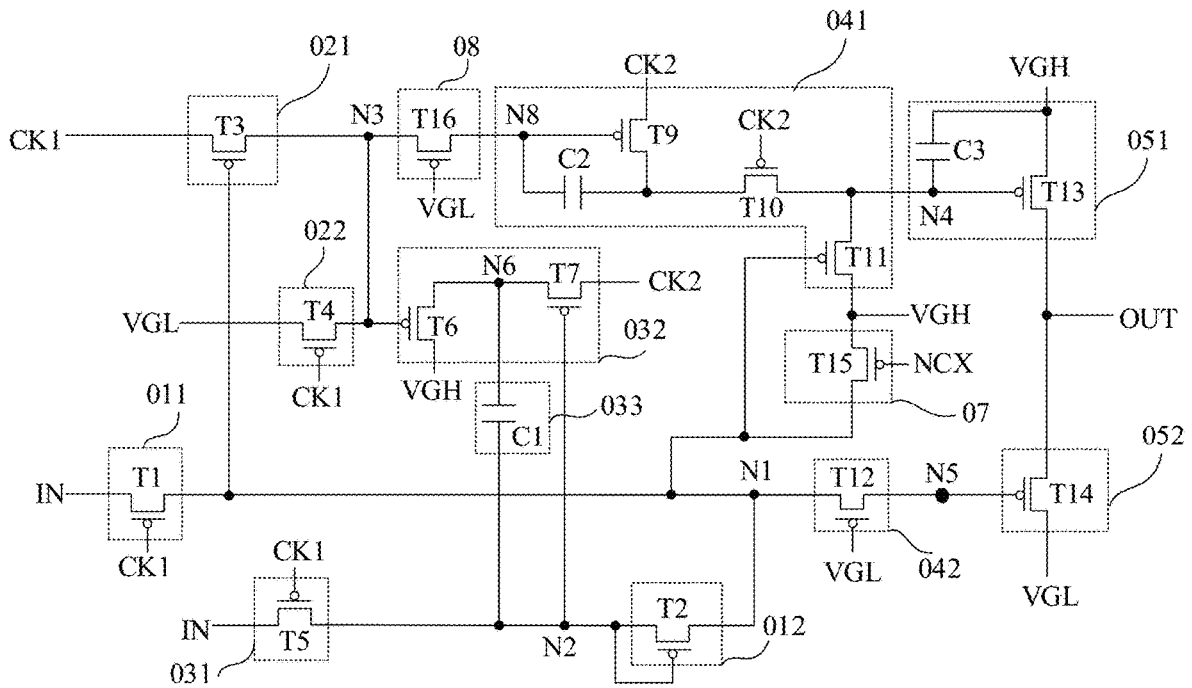 021
08
041
CK2
VGH
CK1
T3
N3
T16
N8
T9
CK2
C3
051
C2
VGL
T10
N4
T13
022
N6
T7
T11
VGL
T4
T6
CK2
VGH
OUT
032
T15
NCX
CK1
VGH
011
033
07
C1
052
IN
T1
N1
T12
N5
T14
CK1
CK1
VGL
042
VGL
IN
T5
N2
T2
012
031